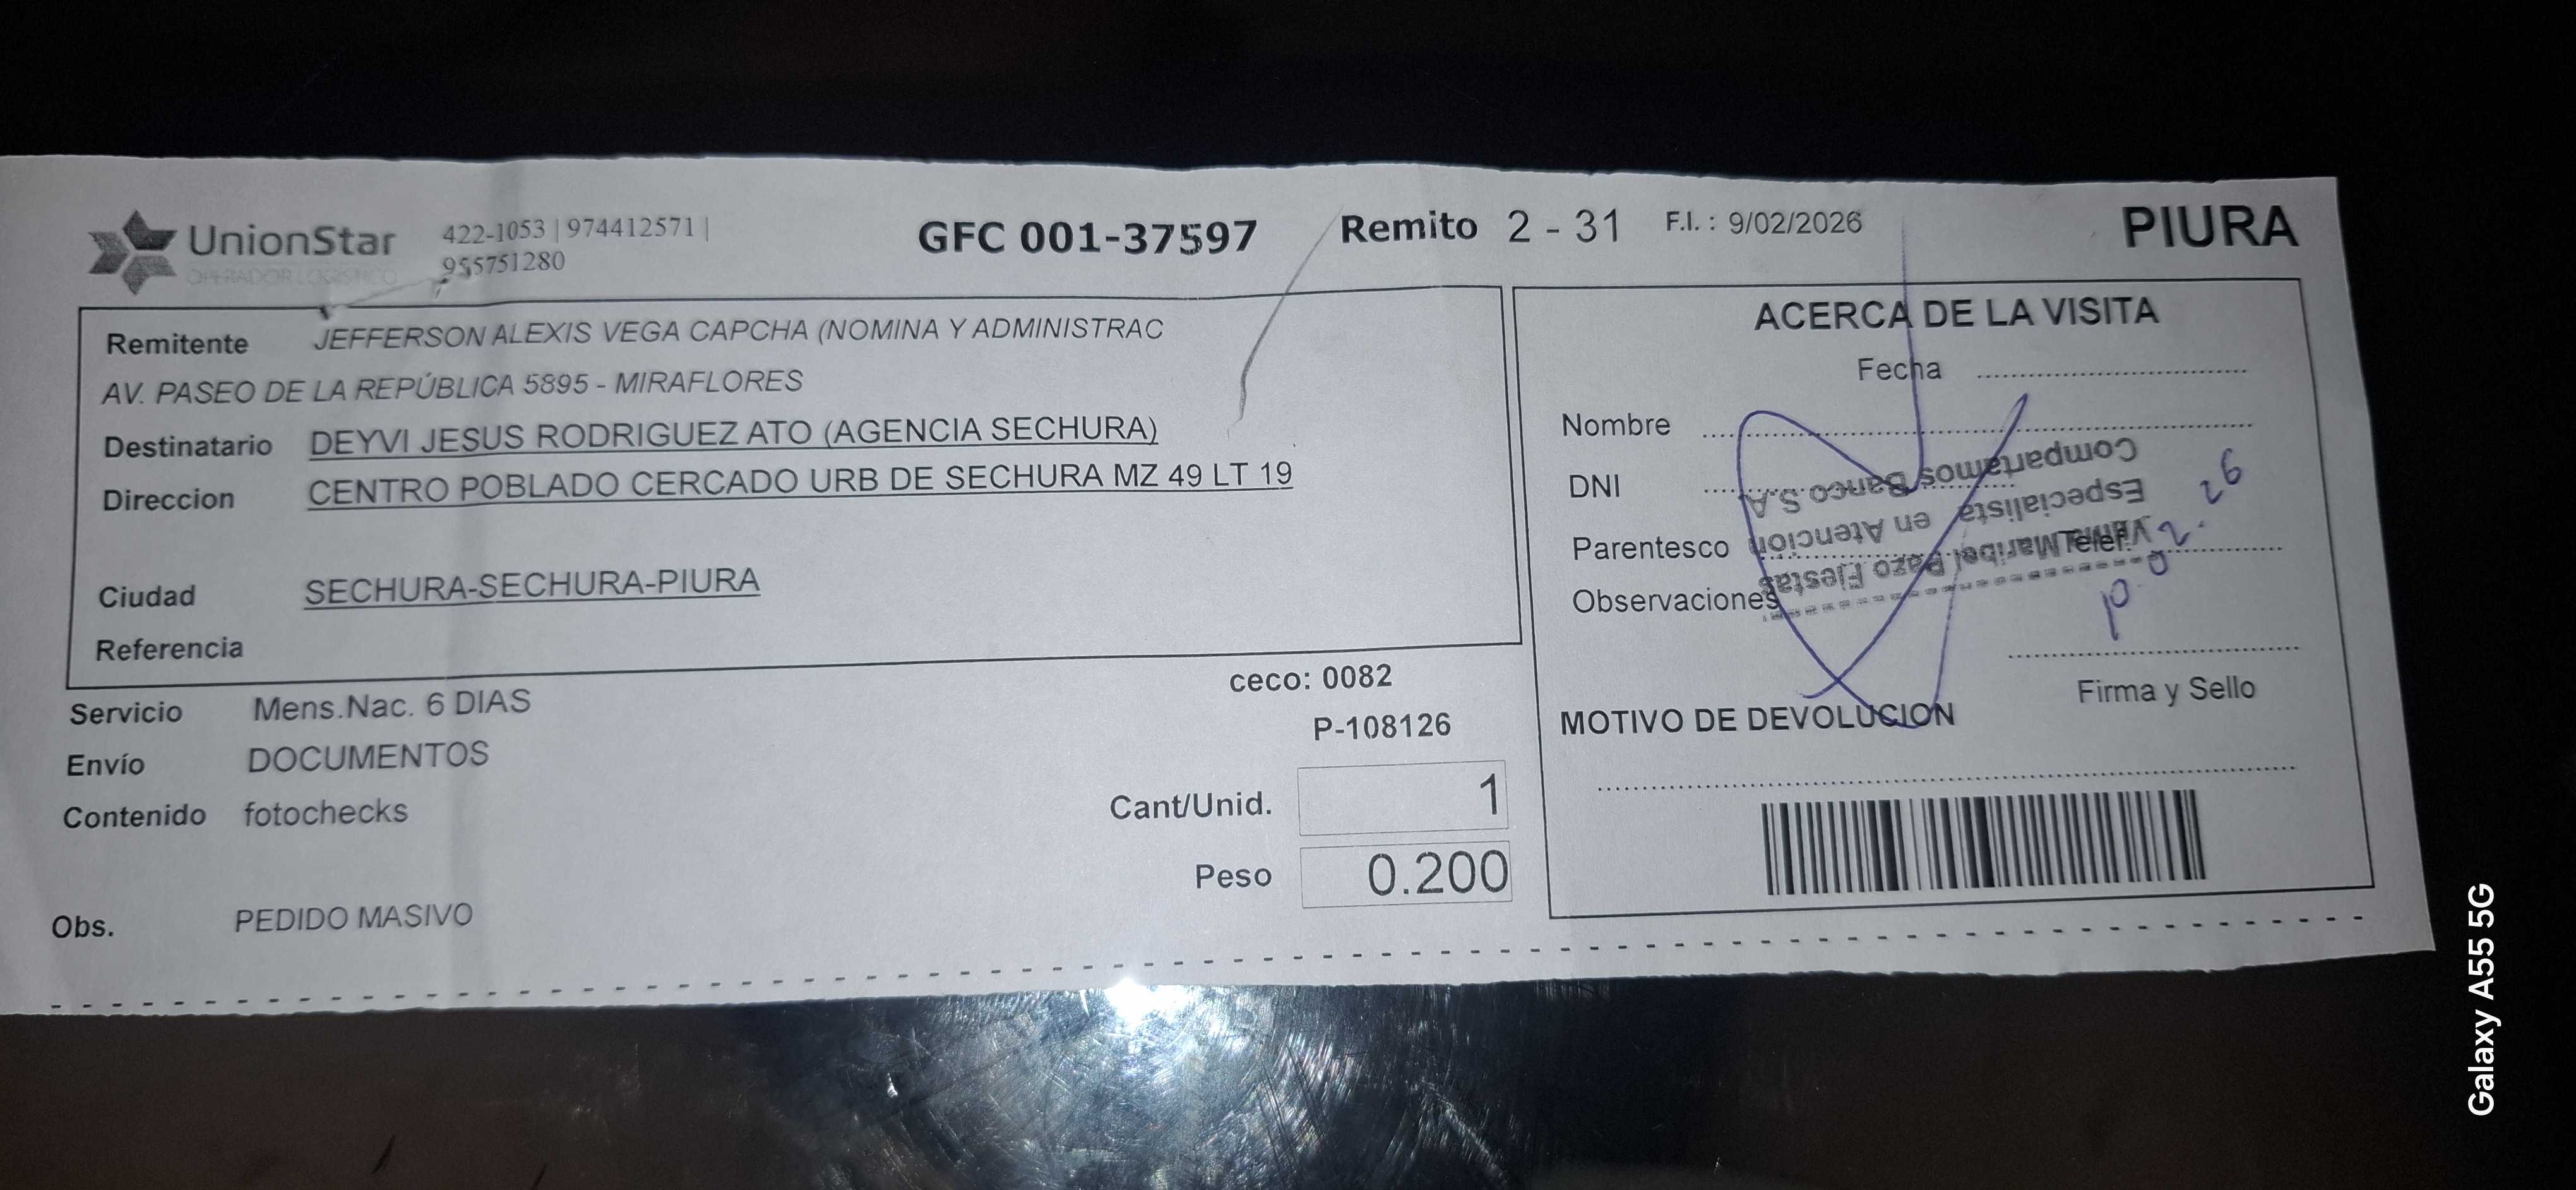 UnionStar
OPERADOR LOGISTICO
422-1053 | 974412571 |
955751280
GFC 001-37597
Remito 2 - 31
F.I. : 9/02/2026
PIURA
Remitente JEFFERSON ALEXIS VEGA CAPCHA (NOMINA Y ADMINISTRAC
AV. PASEO DE LA REPÚBLICA 5895 - MIRAFLORES
Destinatario DEYVI JESUS RODRIGUEZ ATO (AGENCIA SECHURA)
Direccion CENTRO POBLADO CERCADO URB DE SECHURA MZ 49 LT 19
Ciudad SECHURA-SECHURA-PIURA
Referencia
Servicio Mens.Nac. 6 DIAS
Envío DOCUMENTOS
Contenido fotochecks
Obs. PEDIDO MASIVO
ceco: 0082
P-108126
Cant/Unid. 1
Peso 0.200
ACERCA DE LA VISITA
Fecha
Nombre
DNI
Parentesco
Telef.
Observaciones
Maribel Pazo Fiestas
Especialista en Atención
Compartamos Banco S.A.
Firma y Sello
MOTIVO DE DEVOLUCION
Galaxy A55 5G